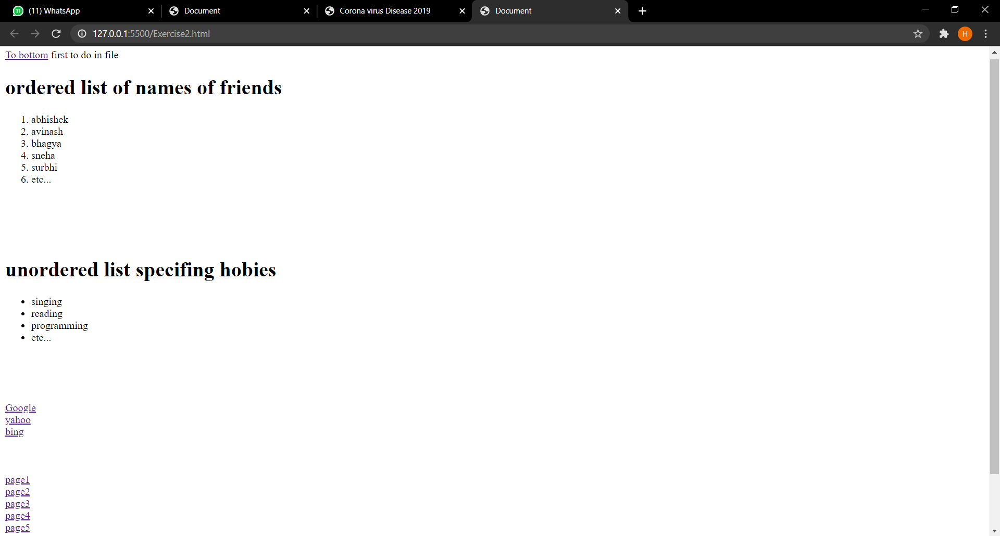 11 (11) WhatsApp Document Corona virus Disease 2019 Document
127.0.0.1:5500/Exercise2.html H
To bottom first to do in file
ordered list of names of friends
1. abhishek
2. avinash
3. bhagya
4. sneha
5. surbhi
6. etc...
unordered list specifing hobies
• singing
• reading
• programming
• etc...
Google
yahoo
bing
page1
page2
page3
page4
page5